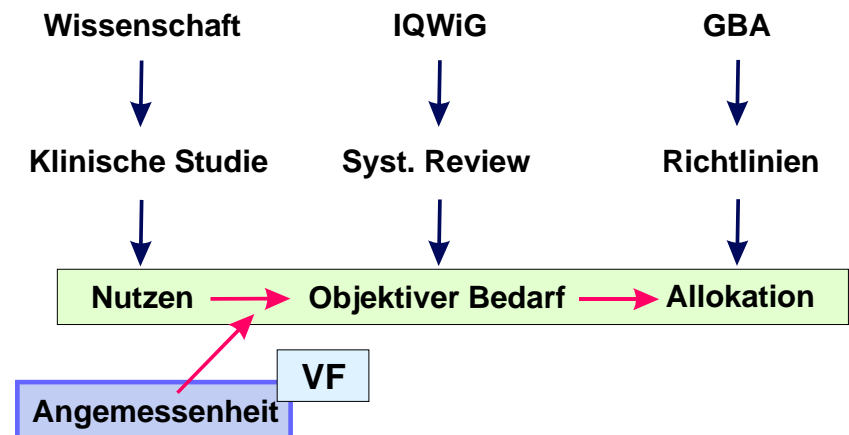 Wissenschaft IQWiG GBA
Klinische Studie Syst. Review Richtlinien
Nutzen Objektiver Bedarf Allokation
VF
Angemessenheit